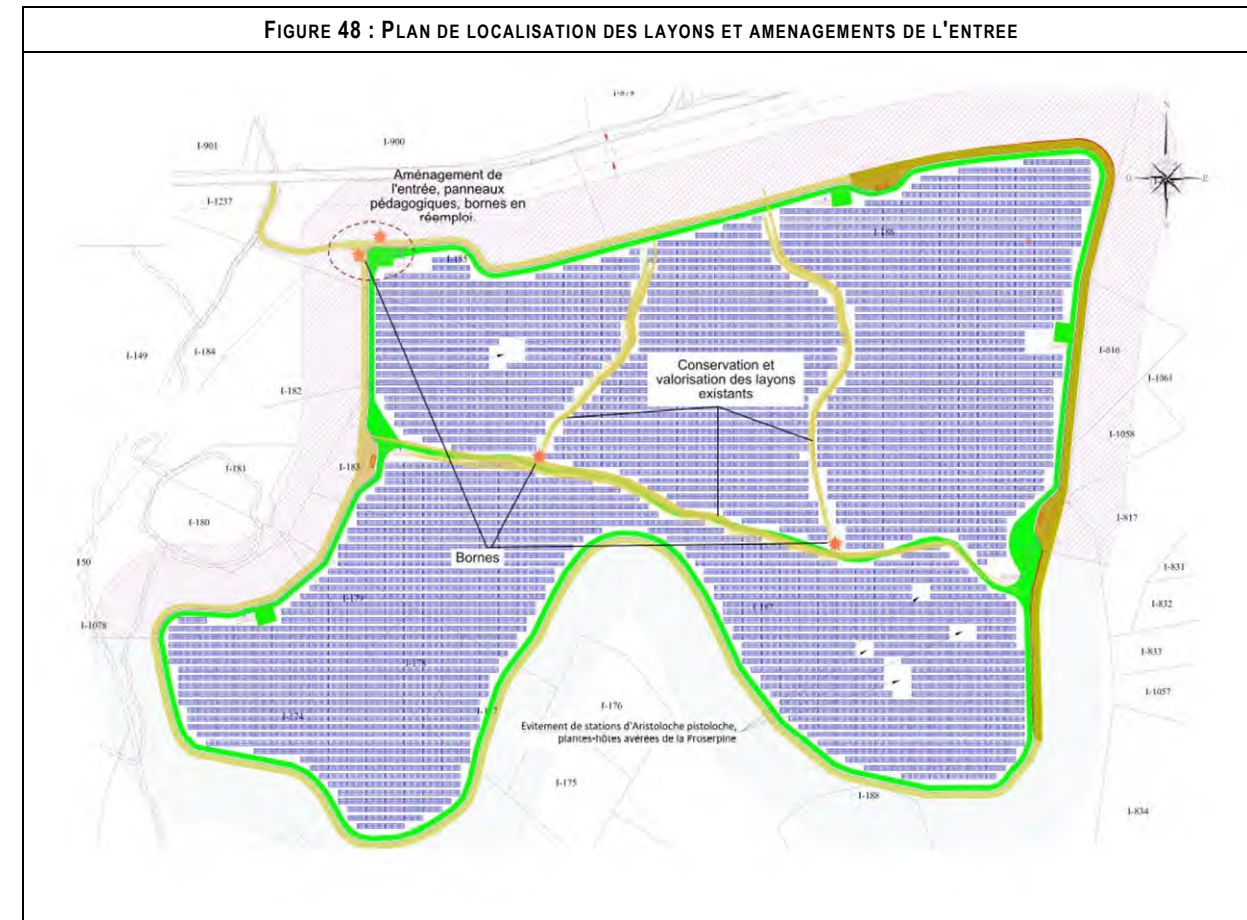 FIGURE 48 : PLAN DE LOCALISATION DES LAYONS ET AMENAGEMENTS DE L'ENTREE
I-879
I-901
I-900
N
Aménagement de
l'entrée, panneaux
pédagogiques, bornes en
réemploi.
I-1237
O
E
S
I-186
I-185
I-149
I-184
I-816
Conservation et
valorisation des layons
existants
I-182
I-1061
I-1058
I-183
I-181
I-180
I-817
Bornes
I-831
I-179
I-187
I-832
I-1078
I-833
I-178
I-1057
I-176
I-174
I-177
Evitement de stations d'Aristoloche pistoloche,
plantes-hôtes avérées de la Proserpine
I-175
I-188
I-834